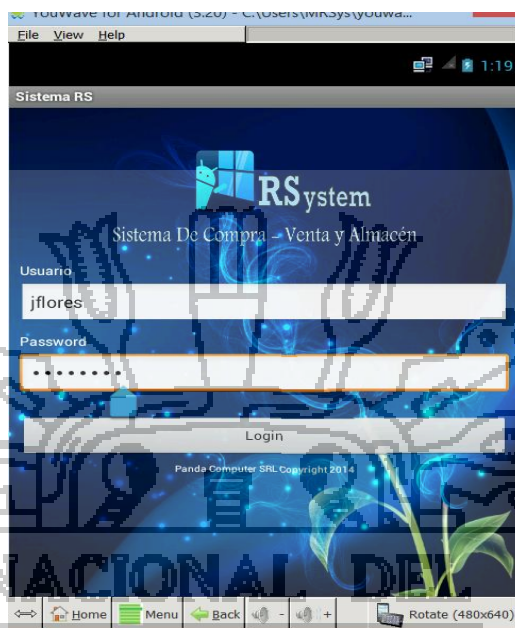 YouWave for Android (3.20) - C:\Users\MKSys\youwa...
File View Help
1:19
Sistema RS
RSystem
Sistema De Compra – Venta y Almacén
Usuario
jflores
Password
Login
Panda Computer SRL Copyright 2014
NACIONAL DEL
Home Menu Back - + Rotate (480x640)